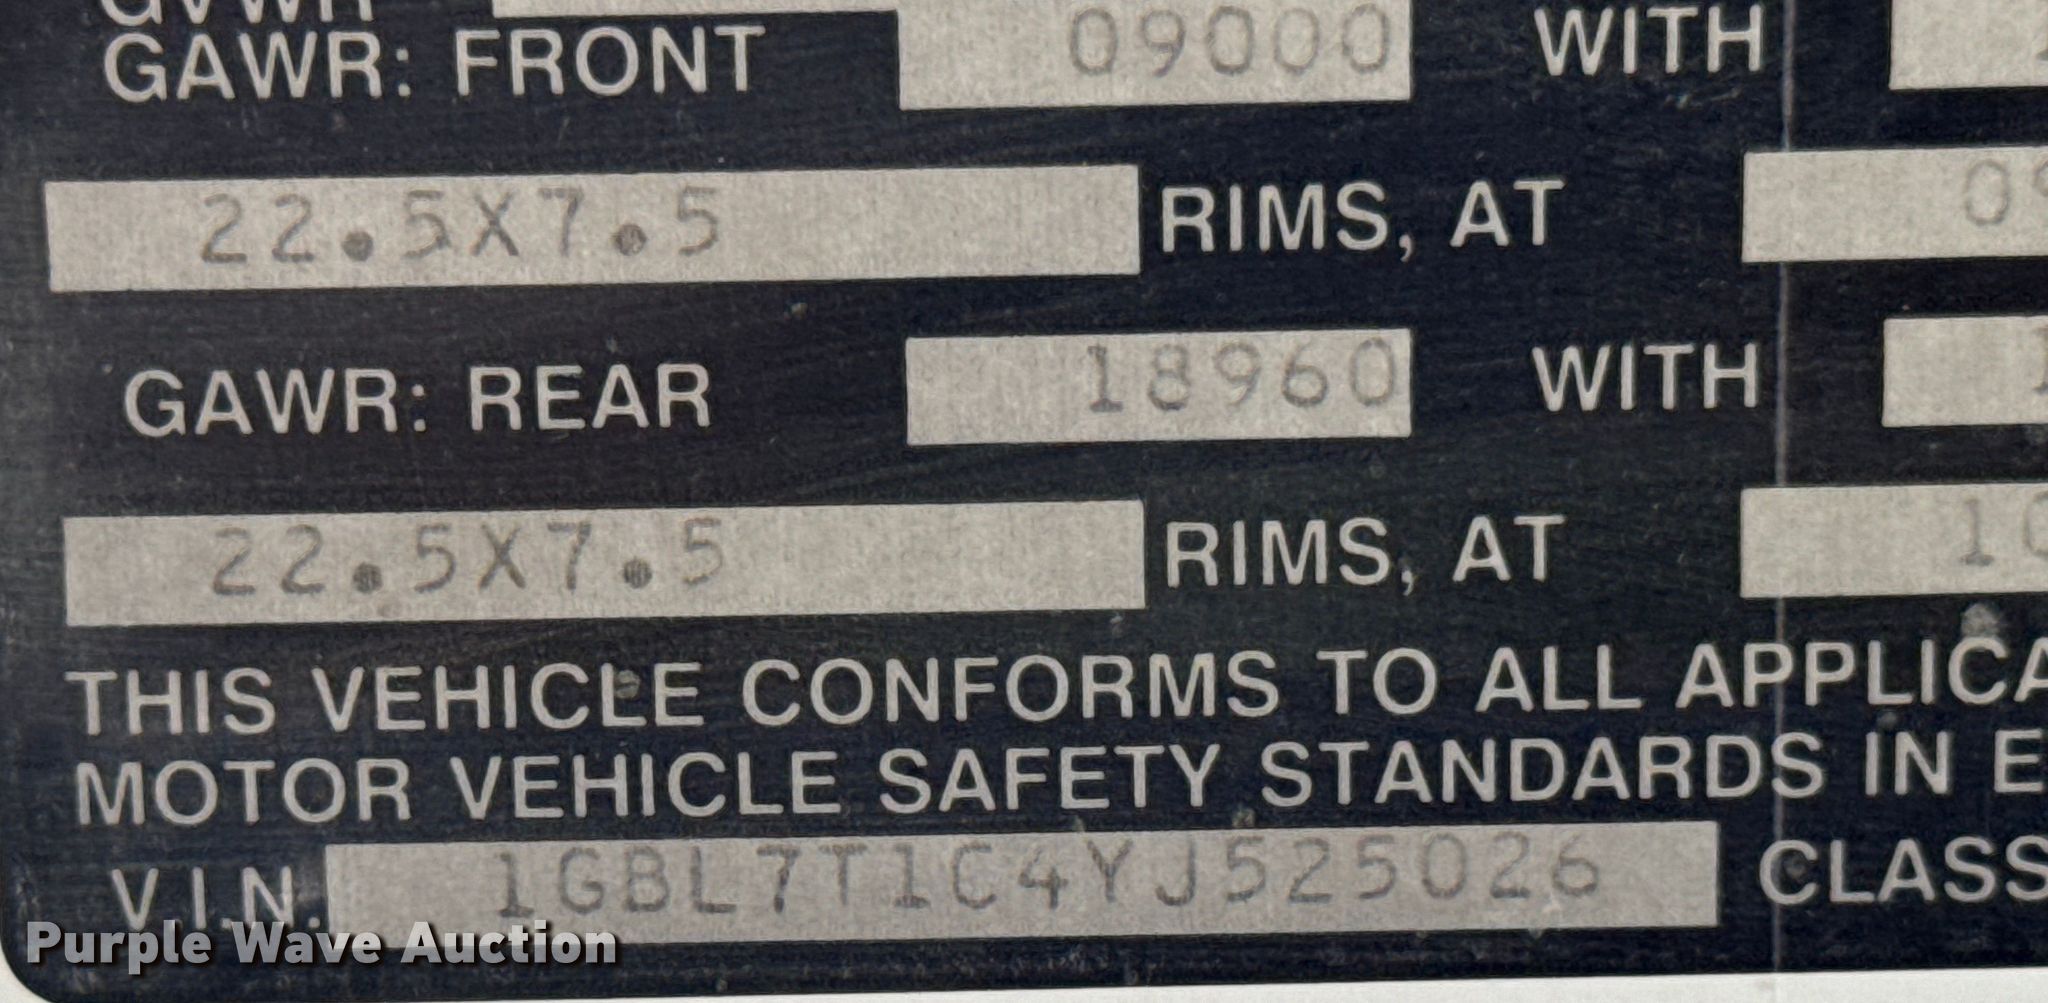 GVWR
GAWR: FRONT 09000 WITH
22.5X7.5 RIMS, AT
GAWR: REAR 18960 WITH
22.5X7.5 RIMS, AT
THIS VEHICLE CONFORMS TO ALL APPLICA
MOTOR VEHICLE SAFETY STANDARDS IN E
V.I.N. 1GBL7T1C4YJ525026 CLASS
Purple Wave Auction